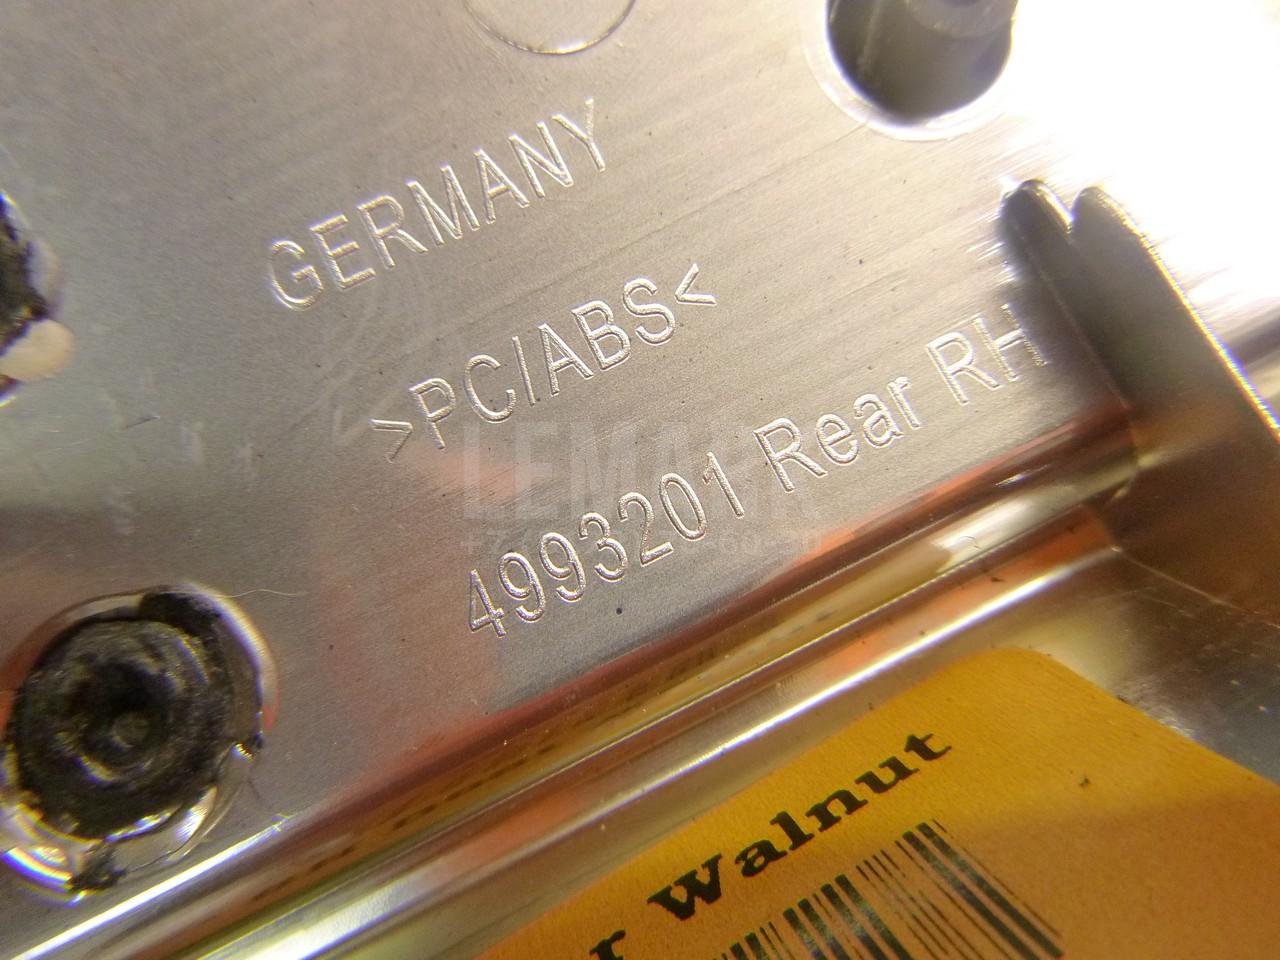 GERMANY
>PC/ABS<
4993201 Rear RH
Walnut